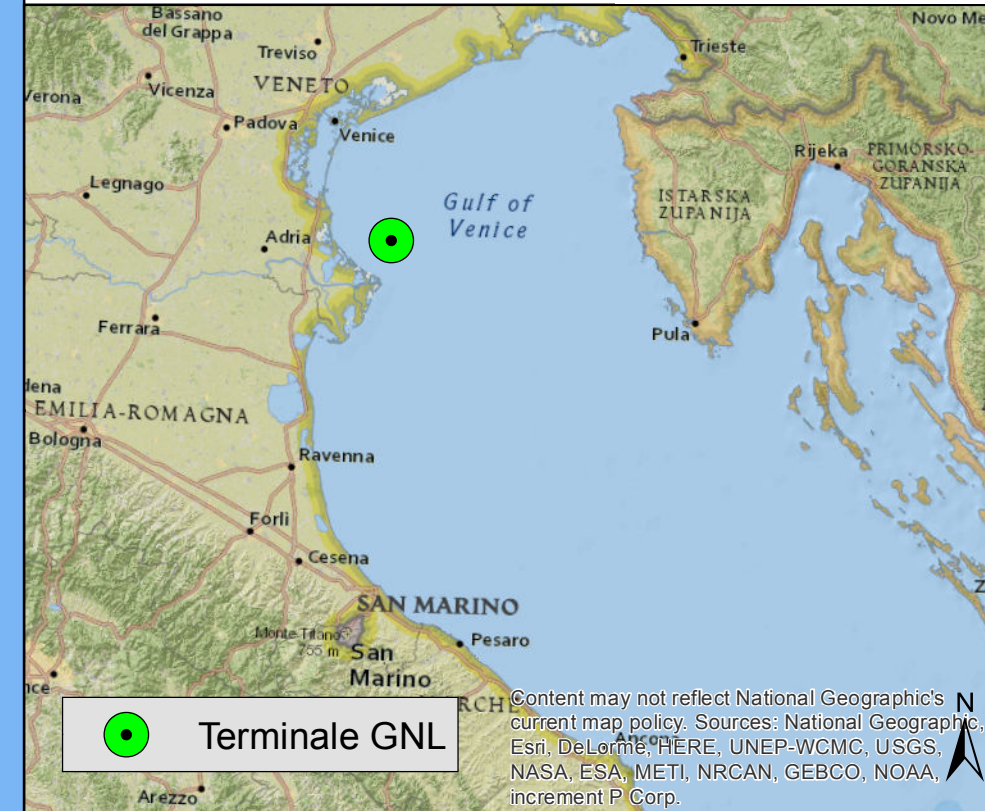 Bassano
del Grappa
Novo Me
Treviso
Trieste
VENETO
Verona
Vicenza
Padova
Venice
Rijeka
PRIMORSKO-
GORANSKA
ZUPANIJA
Legnago
ISTARSKA
ZUPANIJA
Gulf of
Venice
Adria
Ferrara
Pula
dena
EMILIA-ROMAGNA
Bologna
Ravenna
Forli
Cesena
Z
SAN MARINO
Monte Titano
755 m
San
Marino
Pesaro
nce
RCHE
Ancona
Terminale GNL
Content may not reflect National Geographic's
current map policy. Sources: National Geographic,
Esri, DeLorme, HERE, UNEP-WCMC, USGS,
NASA, ESA, METI, NRCAN, GEBCO, NOAA,
increment P Corp.
N
Arezzo